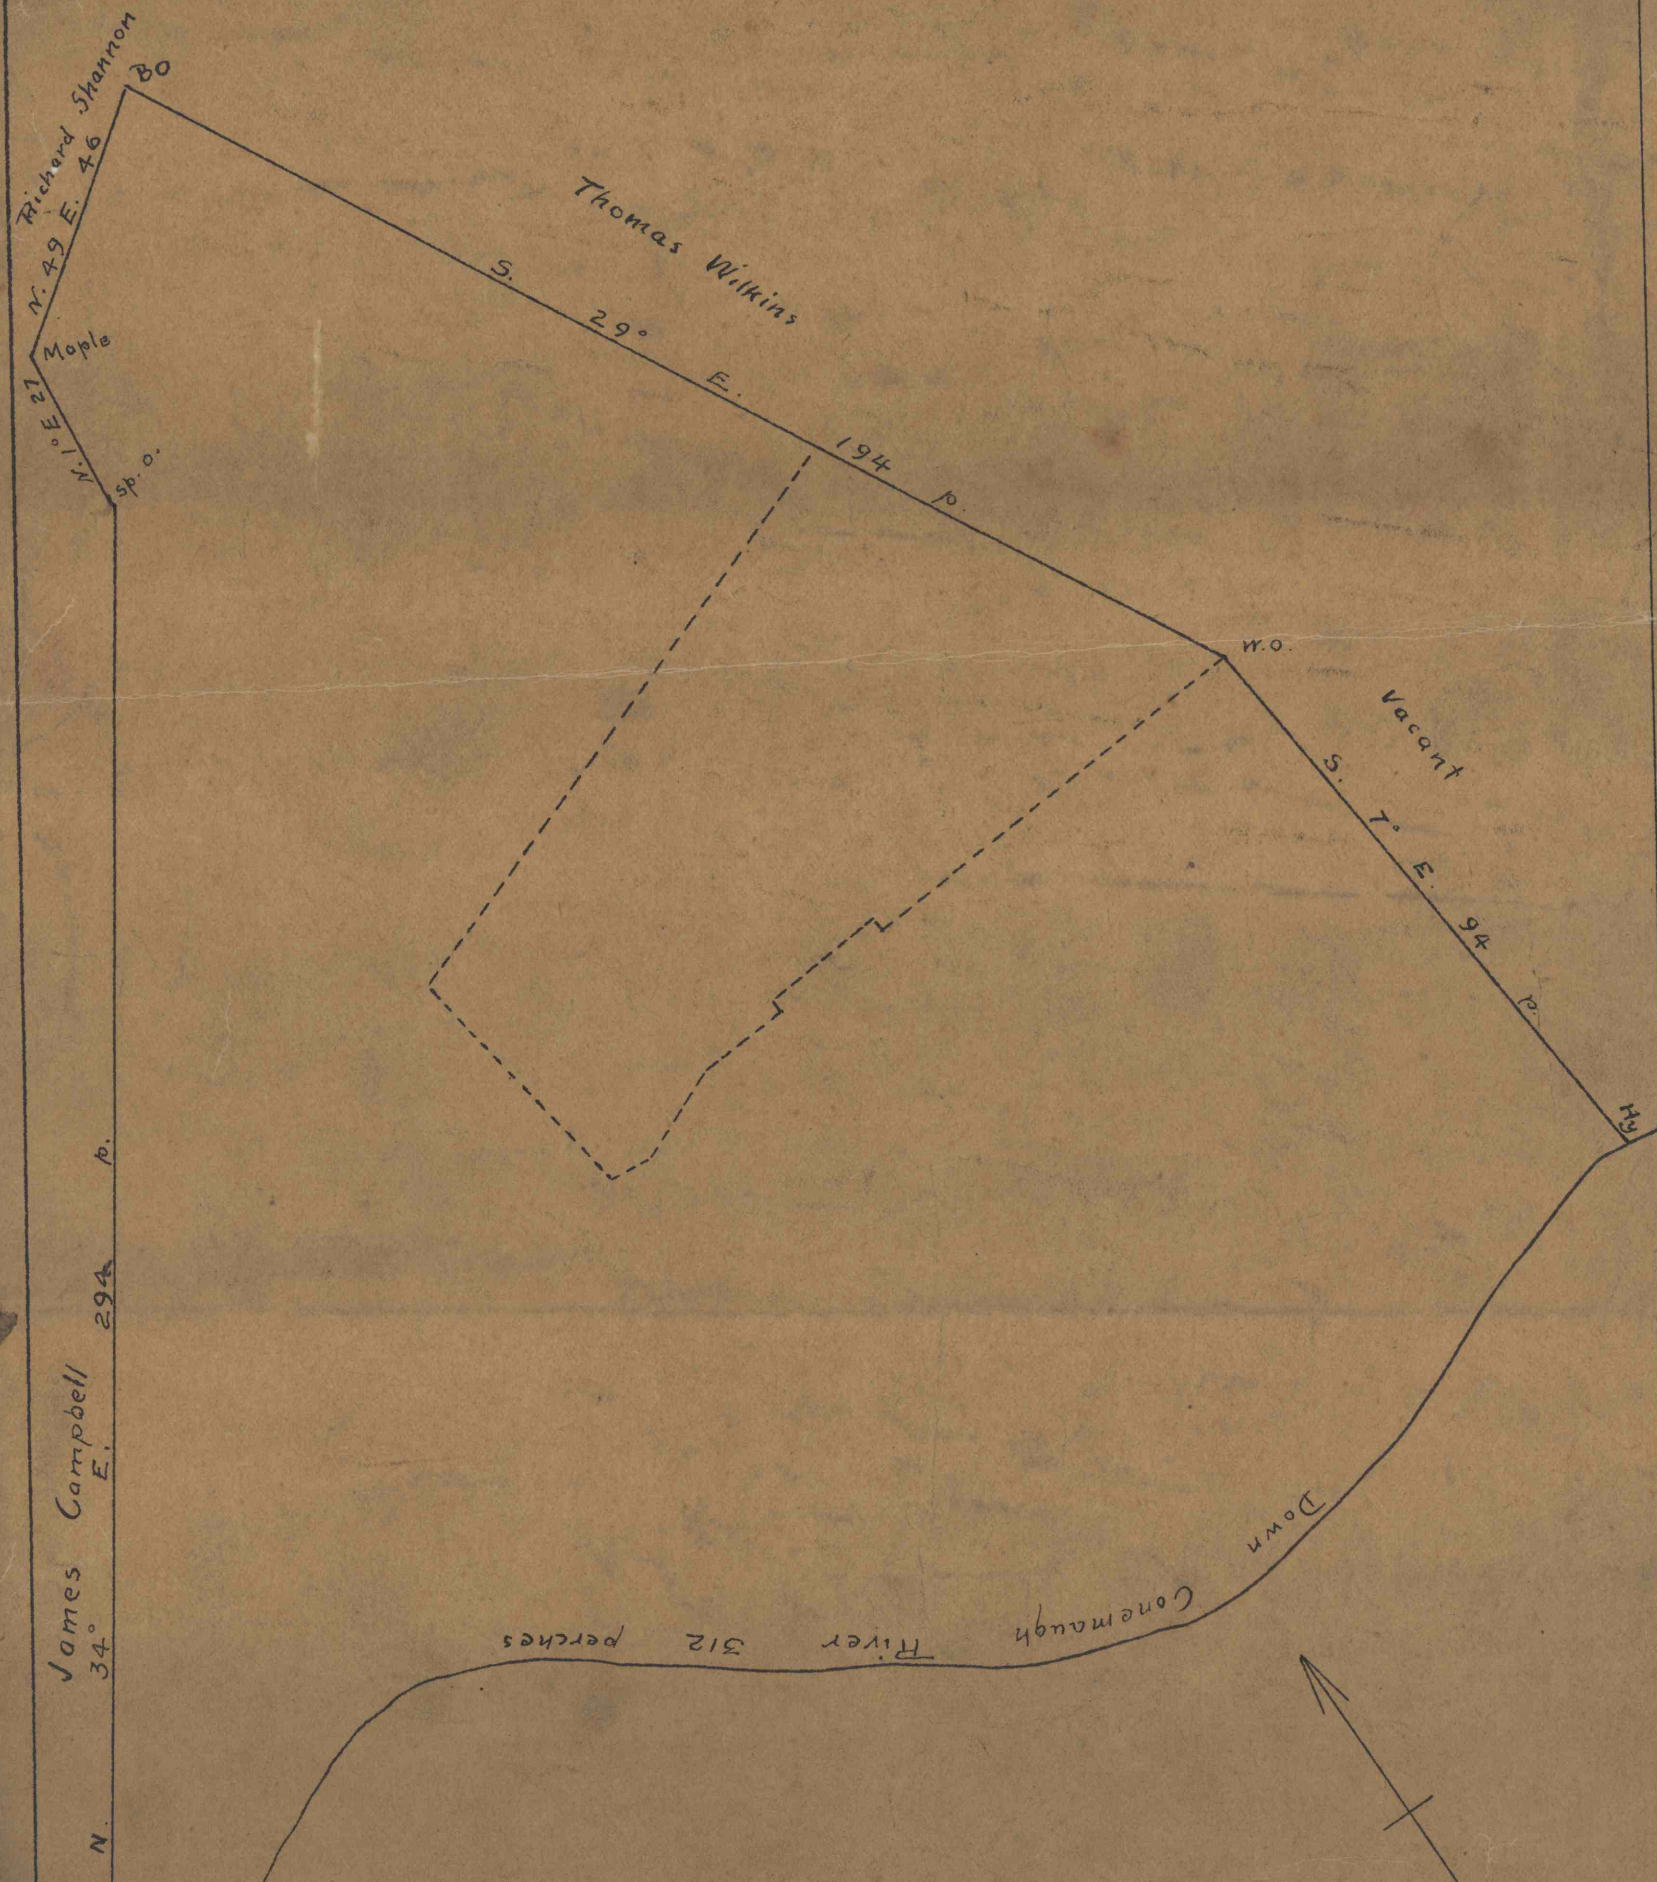 Richard Shannon
BO
N. 49 E. 46
Maple
N. 1° E 27
Sp. O.
Thomas Wilkins
S. 29° E. 194 p.
W.O.
Vacant
S. 7° E. 94 p.
Hy
James Campbell
N. 34° E. 294 p.
Down Conemaugh River 312 perches